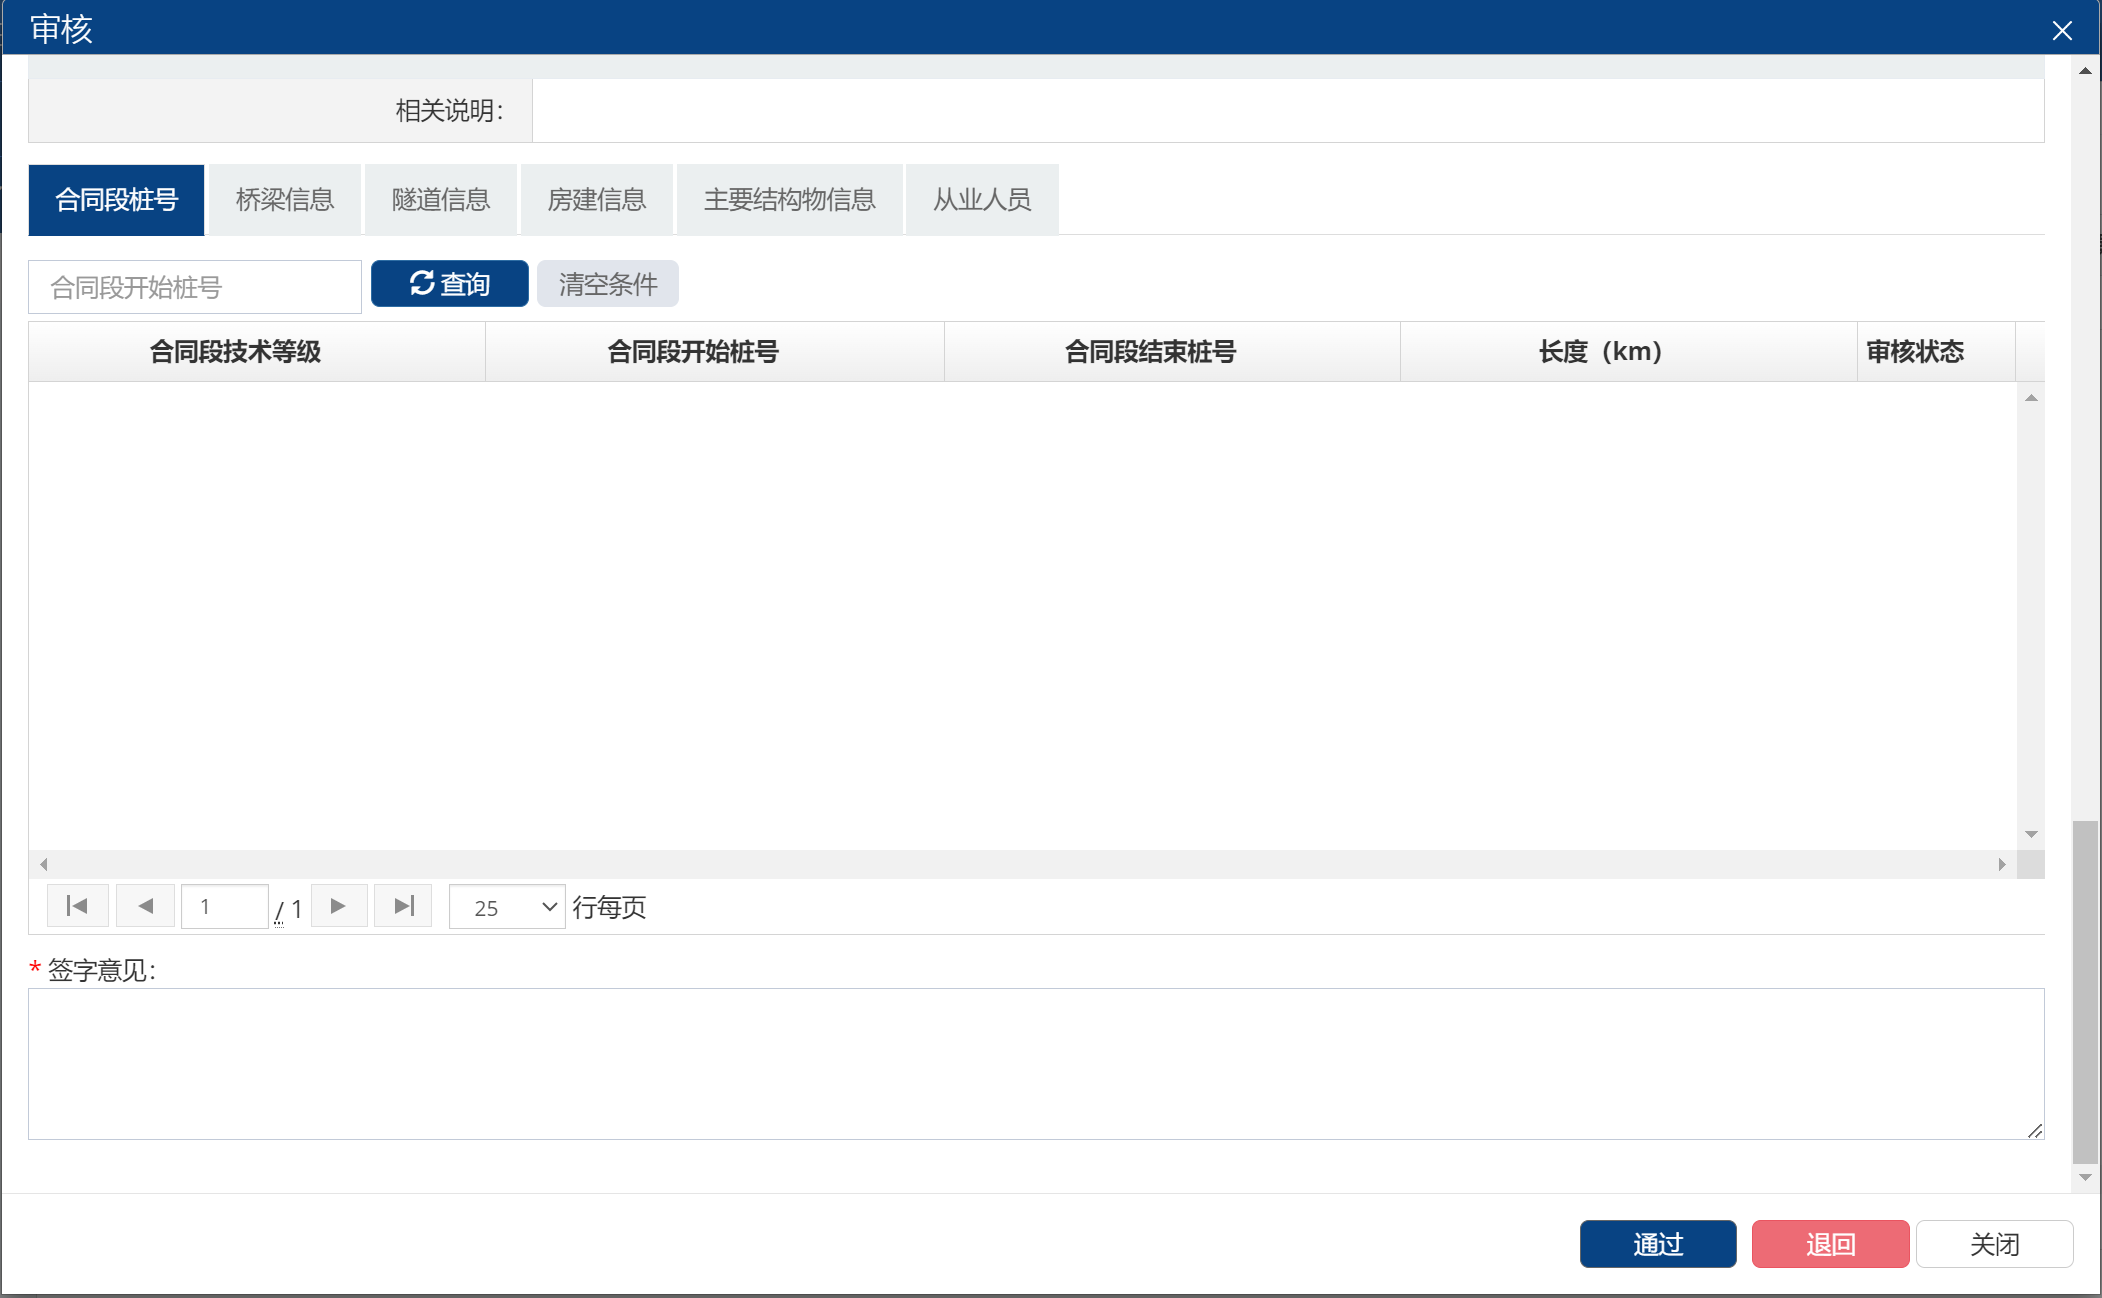 审核
相关说明：
合同段桩号 桥梁信息 隧道信息 房建信息 主要结构物信息 从业人员
合同段开始桩号 查询 清空条件
合同段技术等级 合同段开始桩号 合同段结束桩号 长度（km） 审核状态
1 / 1 25 行每页
* 签字意见：
通过 退回 关闭